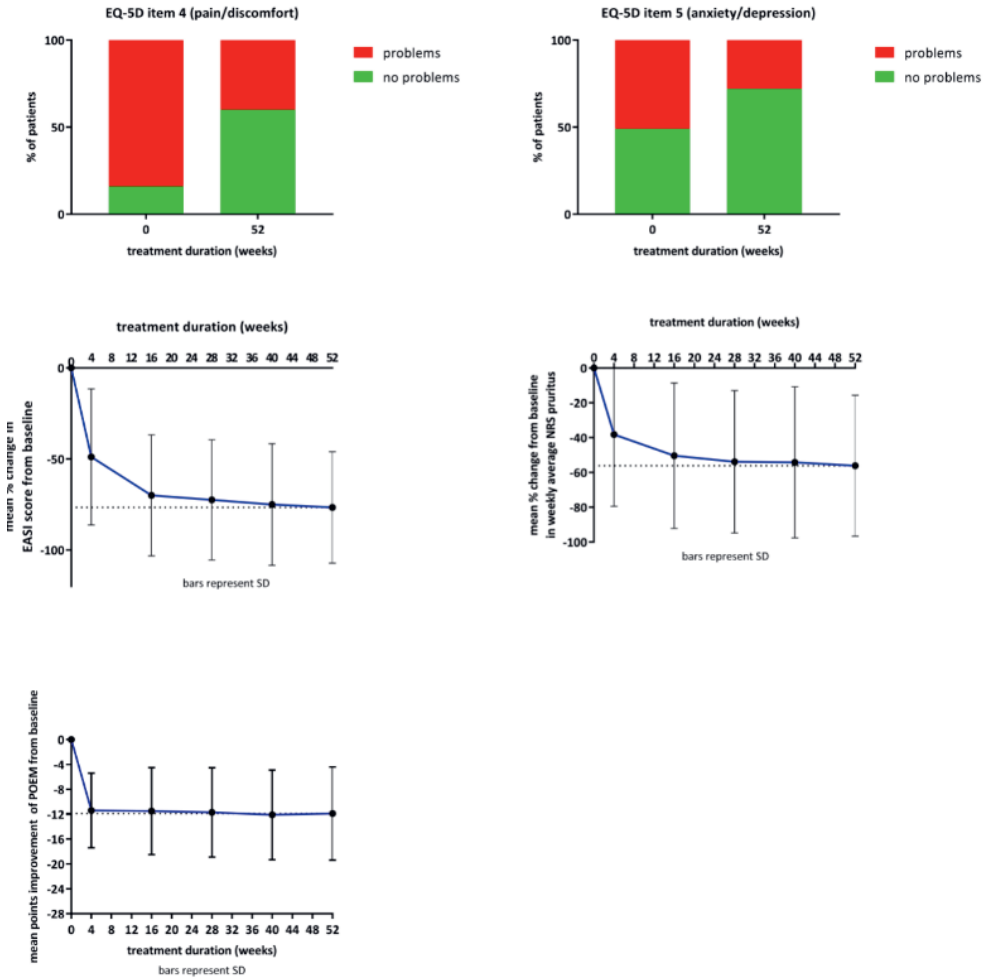 EQ-5D item 4 (pain/discomfort)
100
50
0
% of patients
problems
no problems
0 52
treatment duration (weeks)
EQ-5D item 5 (anxiety/depression)
100
50
0
% of patients
problems
no problems
0 52
treatment duration (weeks)
treatment duration (weeks)
0 4 8 12 16 20 24 28 32 36 40 44 48 52
0
-50
-100
mean % change in
EASI score from baseline
bars represent SD
treatment duration (weeks)
0 4 8 12 16 20 24 28 32 36 40 44 48 52
0
-20
-40
-60
-80
-100
mean % change from baseline
in weekly average NRS pruritus
bars represent SD
mean points improvement of POEM from baseline
0
-4
-8
-12
-16
-20
-24
-28
0 4 8 12 16 20 24 28 32 36 40 44 48 52
treatment duration (weeks)
bars represent SD